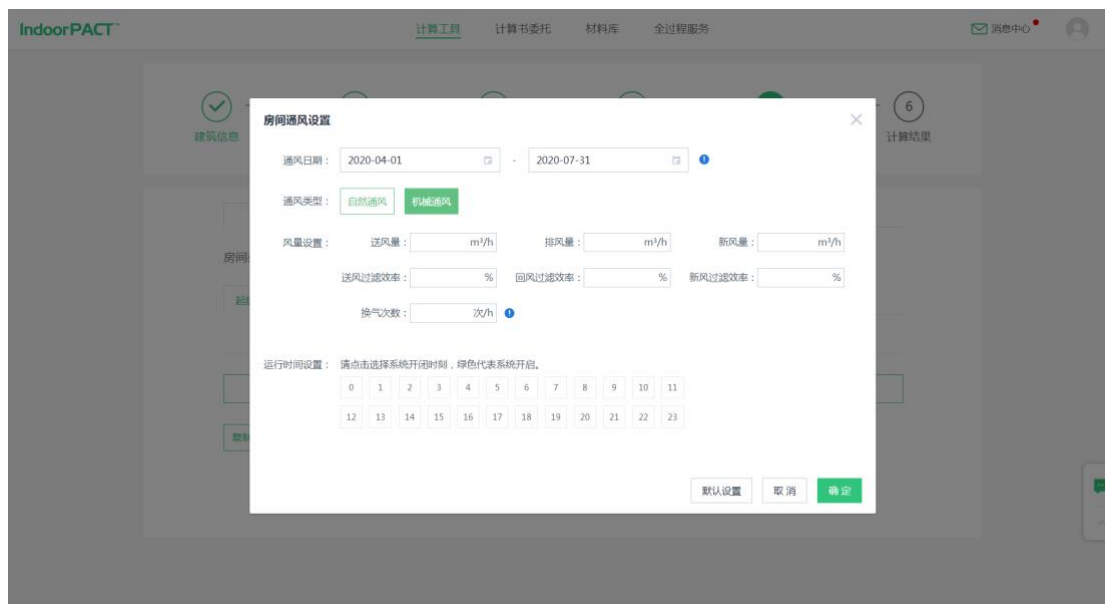 IndoorPACT™
计算工具 计算书委托 材料库 全过程服务
消息中心
建筑信息
6
计算结果
房间通风设置
通风日期： 2020-04-01 - 2020-07-31
通风类型： 自然通风 机械通风
风量设置： 送风量： m³/h 排风量： m³/h 新风量： m³/h
送风过滤效率： % 回风过滤效率： % 新风过滤效率： %
换气次数： 次/h
运行时间设置： 请点击选择系统开闭时刻，绿色代表系统开启。
0 1 2 3 4 5 6 7 8 9 10 11
12 13 14 15 16 17 18 19 20 21 22 23
房间
默认设置 取消 确定